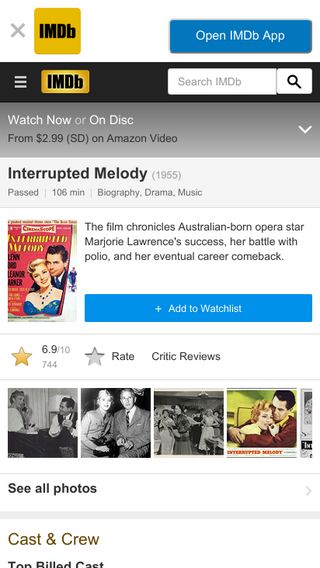 IMDb
Open IMDb App
IMDb
Search IMDb
Watch Now or On Disc
From $2.99 (SD) on Amazon Video
Interrupted Melody (1955)
Passed | 106 min | Biography, Drama, Music
CINEMASCOPE
INTERRUPTED
MELODY
GLENN
FORD
ELEANOR
PARKER
The film chronicles Australian-born opera star
Marjorie Lawrence's success, her battle with
polio, and her eventual career comeback.
+ Add to Watchlist
6.9/10
744
Rate
Critic Reviews
INTERRUPTED MELODY
See all photos
Cast & Crew
Top Billed Cast